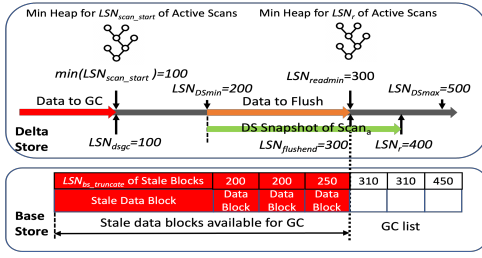 Min Heap for LSN_scan_start of Active Scans
Min Heap for LSN_r of Active Scans
min(LSN_scan_start)=100
LSN_readmin=300
LSN_DSmin=200
LSN_DSmax=500
Data to GC
Data to Flush
Delta Store
DS Snapshot of Scan_a
LSN_dsgc=100
LSN_flushend=300
LSN_r=400
LSN_bs_truncate of Stale Blocks 200 200 250 310 310 450
Stale Data Block
Data Block
Data Block
Data Block
Base Store
Stale data blocks available for GC
GC list